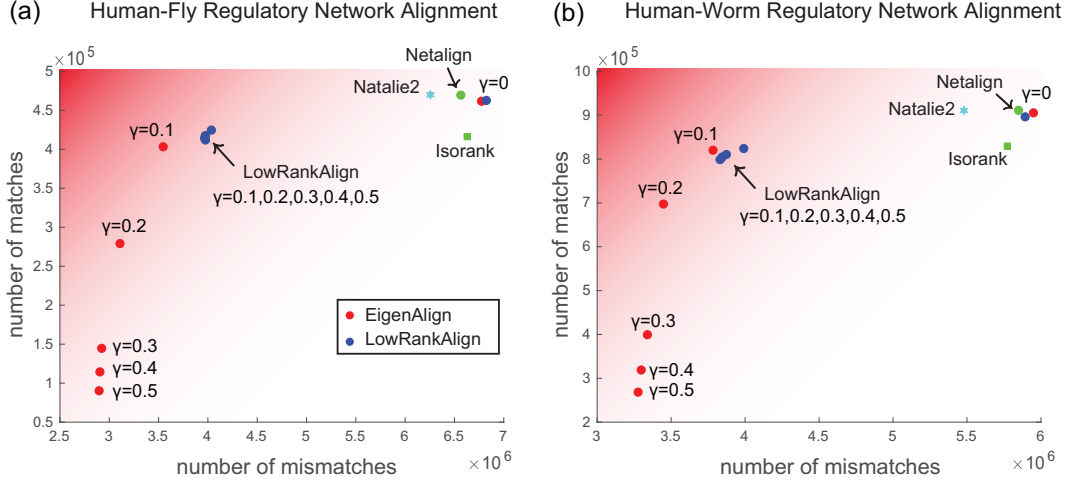 (a) Human-Fly Regulatory Network Alignment
× 10^5
number of matches
5
4.5
4
3.5
3
2.5
2
1.5
1
0.5
2.5 3 3.5 4 4.5 5 5.5 6 6.5 7
number of mismatches
× 10^6
Netalign
γ=0
Natalie2
Isorank
γ=0.1
LowRankAlign
γ=0.1,0.2,0.3,0.4,0.5
γ=0.2
γ=0.3
γ=0.4
γ=0.5
EigenAlign
LowRankAlign
(b) Human-Worm Regulatory Network Alignment
× 10^5
number of matches
10
9
8
7
6
5
4
3
2
3 3.5 4 4.5 5 5.5 6
number of mismatches
× 10^6
Netalign
γ=0
Natalie2
Isorank
γ=0.1
LowRankAlign
γ=0.1,0.2,0.3,0.4,0.5
γ=0.2
γ=0.3
γ=0.4
γ=0.5